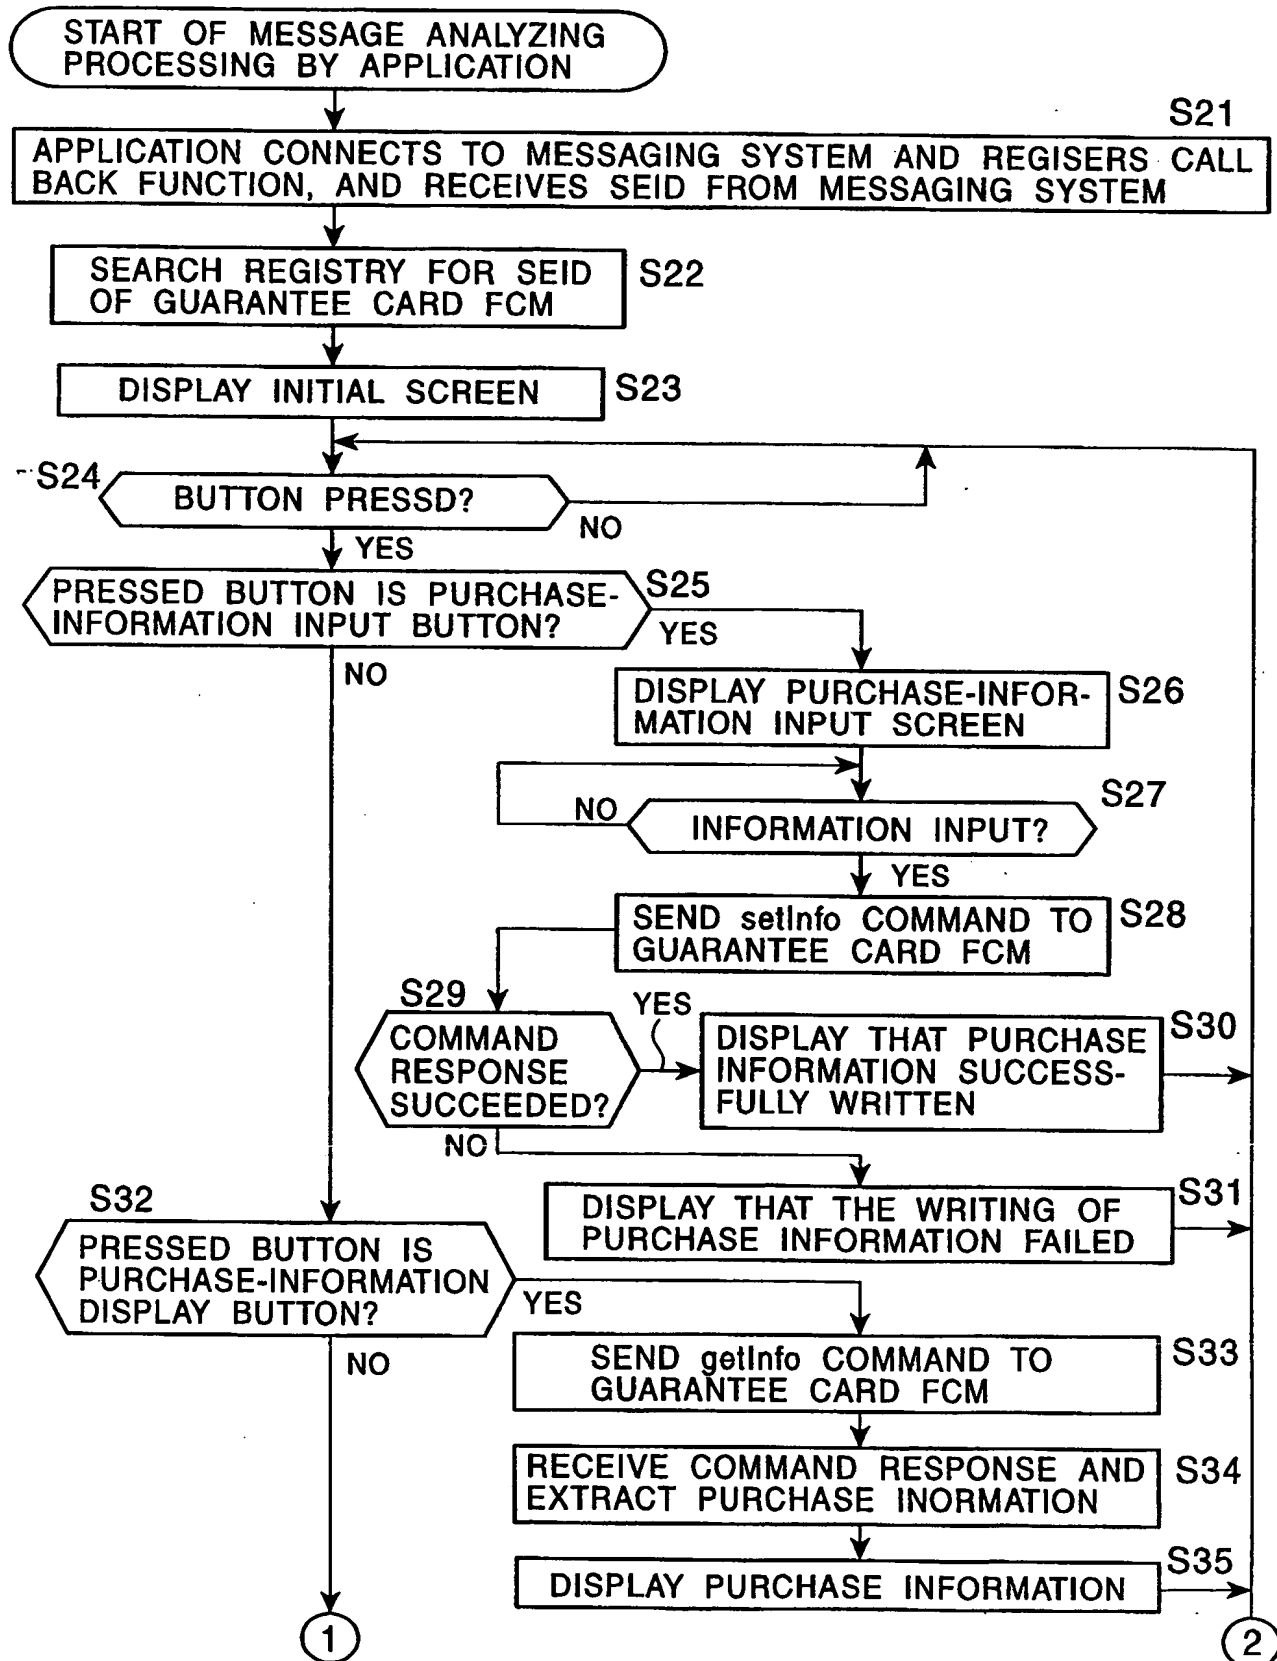 START OF MESSAGE ANALYZING
PROCESSING BY APPLICATION
S21
APPLICATION CONNECTS TO MESSAGING SYSTEM AND REGISERS CALL
BACK FUNCTION, AND RECEIVES SEID FROM MESSAGING SYSTEM
SEARCH REGISTRY FOR SEID
OF GUARANTEE CARD FCM
S22
DISPLAY INITIAL SCREEN
S23
S24
BUTTON PRESSD?
NO
YES
PRESSED BUTTON IS PURCHASE-
INFORMATION INPUT BUTTON?
S25
YES
NO
DISPLAY PURCHASE-INFOR-
MATION INPUT SCREEN
S26
S27
NO
INFORMATION INPUT?
YES
SEND setInfo COMMAND TO
GUARANTEE CARD FCM
S28
S29
COMMAND
RESPONSE
SUCCEEDED?
YES
DISPLAY THAT PURCHASE
INFORMATION SUCCESS-
FULLY WRITTEN
S30
NO
DISPLAY THAT THE WRITING OF
PURCHASE INFORMATION FAILED
S31
S32
PRESSED BUTTON IS
PURCHASE-INFORMATION
DISPLAY BUTTON?
YES
NO
SEND getInfo COMMAND TO
GUARANTEE CARD FCM
S33
RECEIVE COMMAND RESPONSE AND
EXTRACT PURCHASE INORMATION
S34
DISPLAY PURCHASE INFORMATION
S35
1
2